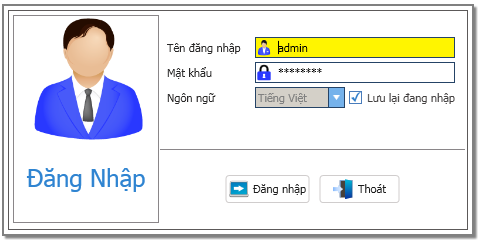 Tên đăng nhập
admin
Mật khẩu
********
Ngôn ngữ
Tiếng Việt
Lưu lại đang nhập
Đăng Nhập
Đăng nhập
Thoát